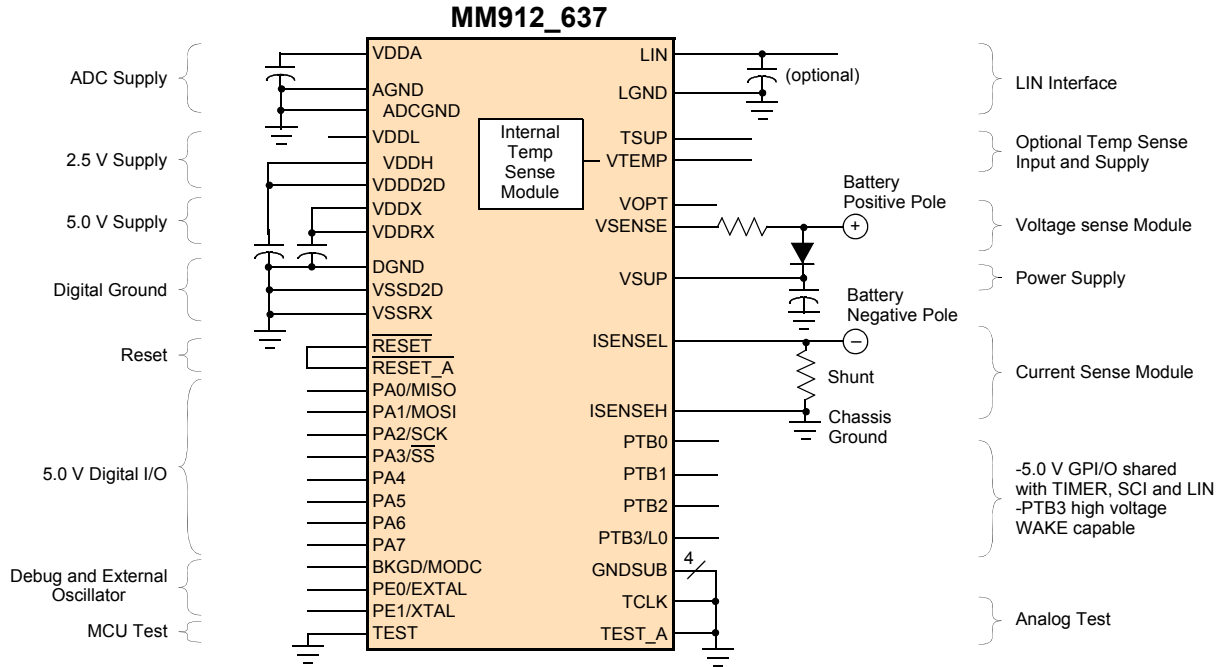 MM912_637
ADC Supply
2.5 V Supply
5.0 V Supply
Digital Ground
Reset
5.0 V Digital I/O
Debug and External
Oscillator
MCU Test
VDDA
AGND
ADCGND
VDDL
VDDH
VDDD2D
VDDX
VDDRX
DGND
VSSD2D
VSSRX
RESET
RESET_A
PA0/MISO
PA1/MOSI
PA2/SCK
PA3/SS
PA4
PA5
PA6
PA7
BKGD/MODC
PE0/EXTAL
PE1/XTAL
TEST
Internal
Temp
Sense
Module
LIN
LGND
TSUP
VTEMP
VOPT
VSENSE
VSUP
ISENSEL
ISENSEH
PTB0
PTB1
PTB2
PTB3/L0
GNDSUB
TCLK
TEST_A
(optional)
Battery
Positive Pole
+
Battery
Negative Pole
–
Shunt
Chassis
Ground
4
LIN Interface
Optional Temp Sense
Input and Supply
Voltage sense Module
Power Supply
Current Sense Module
-5.0 V GPI/O shared
with TIMER, SCI and LIN
-PTB3 high voltage
WAKE capable
Analog Test